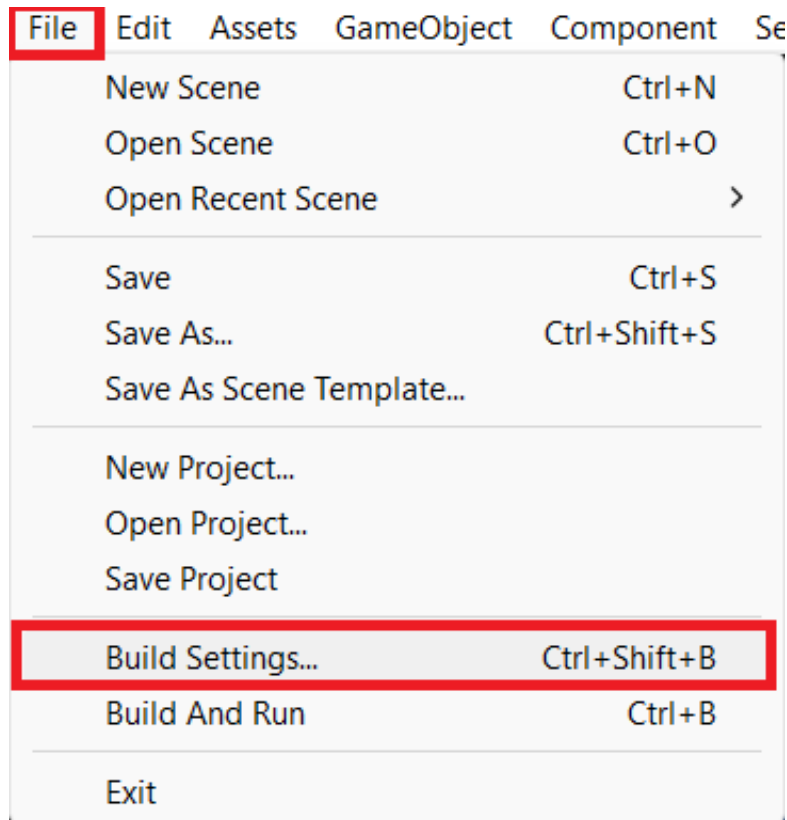 File Edit Assets GameObject Component Se
New Scene Ctrl+N
Open Scene Ctrl+O
Open Recent Scene >
Save Ctrl+S
Save As... Ctrl+Shift+S
Save As Scene Template...
New Project...
Open Project...
Save Project
Build Settings... Ctrl+Shift+B
Build And Run Ctrl+B
Exit